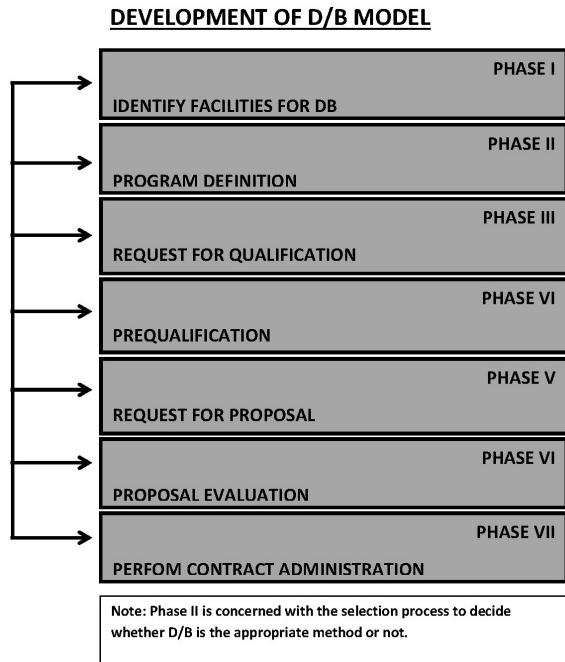 DEVELOPMENT OF D/B MODEL
PHASE I
IDENTIFY FACILITIES FOR DB
PHASE II
PROGRAM DEFINITION
PHASE III
REQUEST FOR QUALIFICATION
PHASE VI
PREQUALIFICATION
PHASE V
REQUEST FOR PROPOSAL
PHASE VI
PROPOSAL EVALUATION
PHASE VII
PERFOM CONTRACT ADMINISTRATION
Note: Phase II is concerned with the selection process to decide
whether D/B is the appropriate method or not.